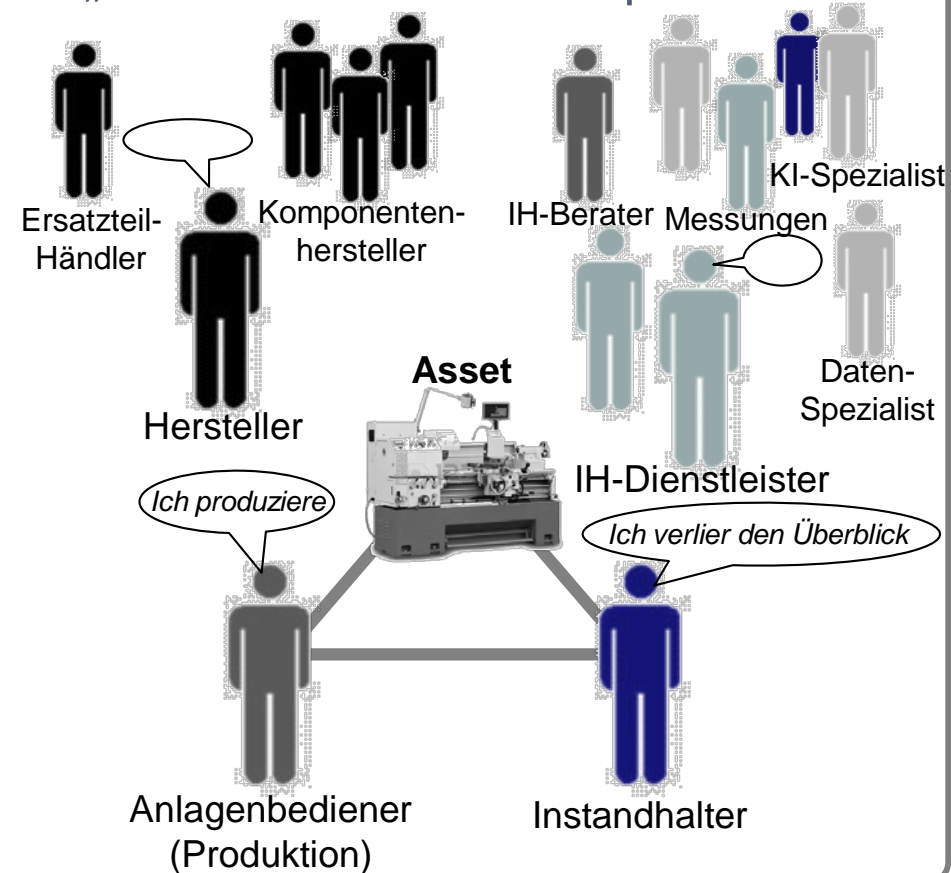 KI-Spezialist
Ersatzteil-
Händler
Komponenten-
hersteller
IH-Berater
Messungen
Hersteller
Asset
Daten-
Spezialist
IH-Dienstleister
Ich produziere
Ich verlier den Überblick
Anlagenbediener
(Produktion)
Instandhalter